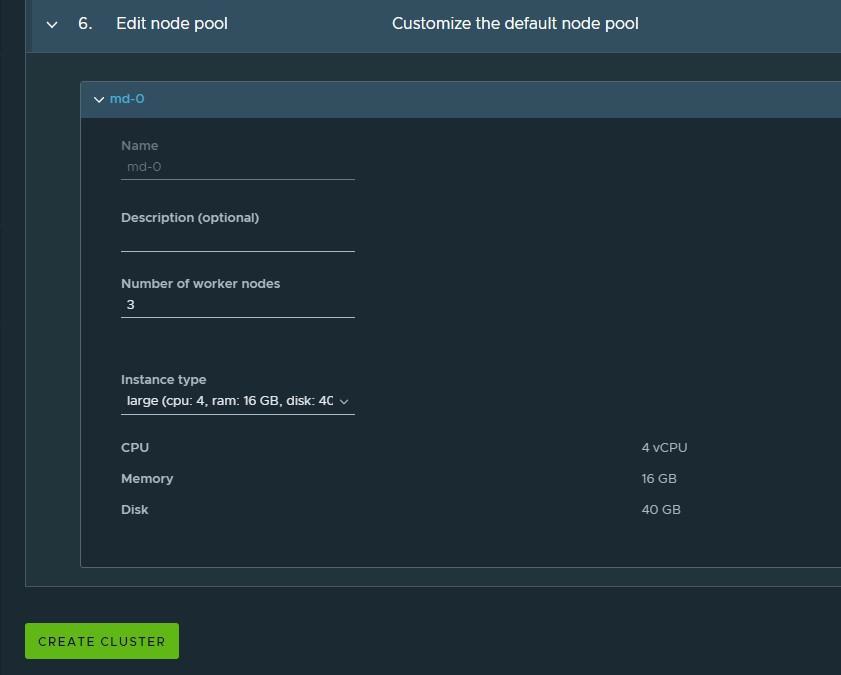 6. Edit node pool Customize the default node pool
md-0
Name
md-0
Description (optional)
Number of worker nodes
3
Instance type
large (cpu: 4, ram: 16 GB, disk: 40
CPU 4 vCPU
Memory 16 GB
Disk 40 GB
CREATE CLUSTER